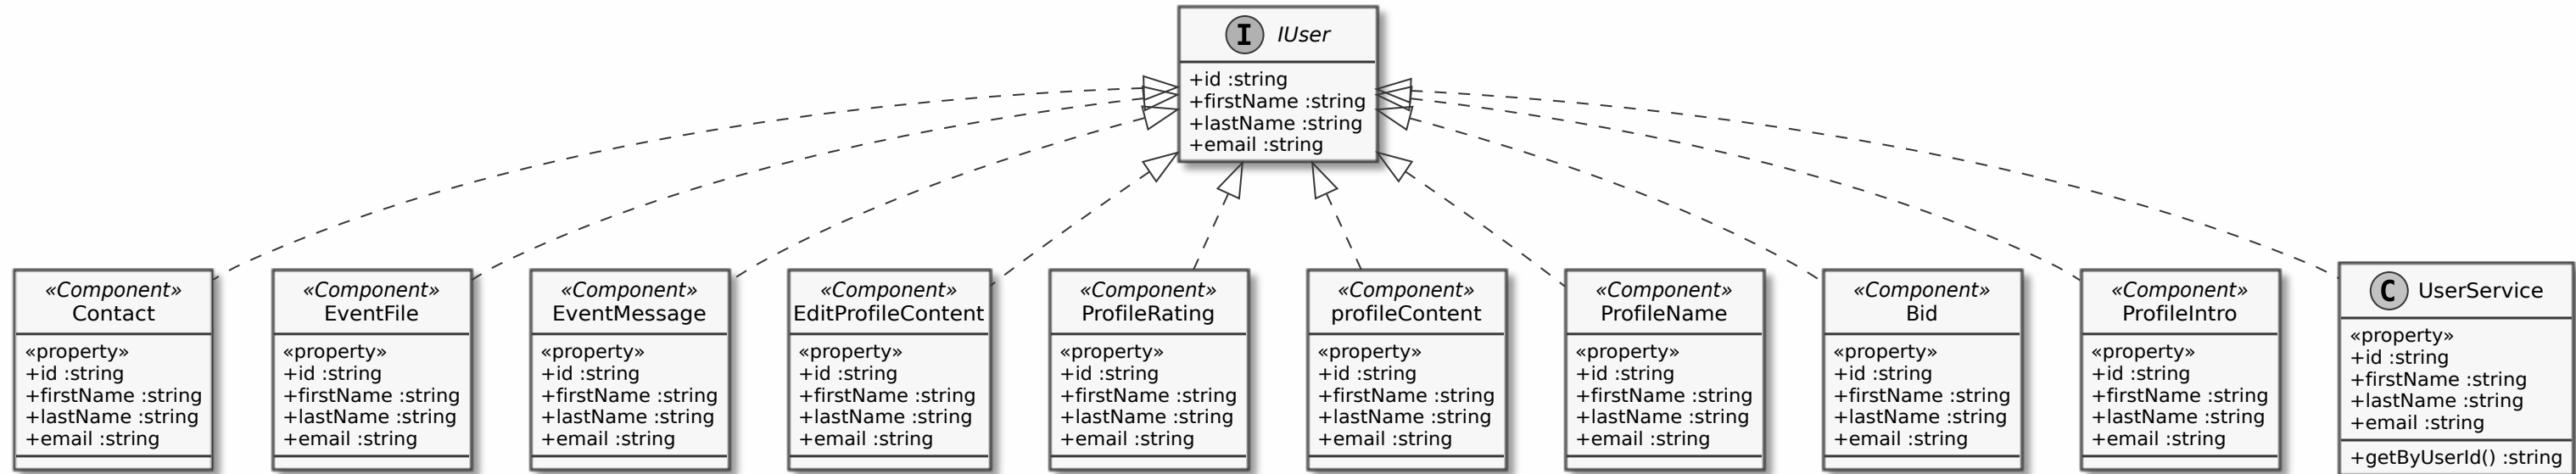 I IUser
+id :string
+firstName :string
+lastName :string
+email :string
«Component»
Contact
«property»
+id :string
+firstName :string
+lastName :string
+email :string
«Component»
EventFile
«property»
+id :string
+firstName :string
+lastName :string
+email :string
«Component»
EventMessage
«property»
+id :string
+firstName :string
+lastName :string
+email :string
«Component»
EditProfileContent
«property»
+id :string
+firstName :string
+lastName :string
+email :string
«Component»
ProfileRating
«property»
+id :string
+firstName :string
+lastName :string
+email :string
«Component»
profileContent
«property»
+id :string
+firstName :string
+lastName :string
+email :string
«Component»
ProfileName
«property»
+id :string
+firstName :string
+lastName :string
+email :string
«Component»
Bid
«property»
+id :string
+firstName :string
+lastName :string
+email :string
«Component»
ProfileIntro
«property»
+id :string
+firstName :string
+lastName :string
+email :string
C UserService
«property»
+id :string
+firstName :string
+lastName :string
+email :string
+getByUserId() :string